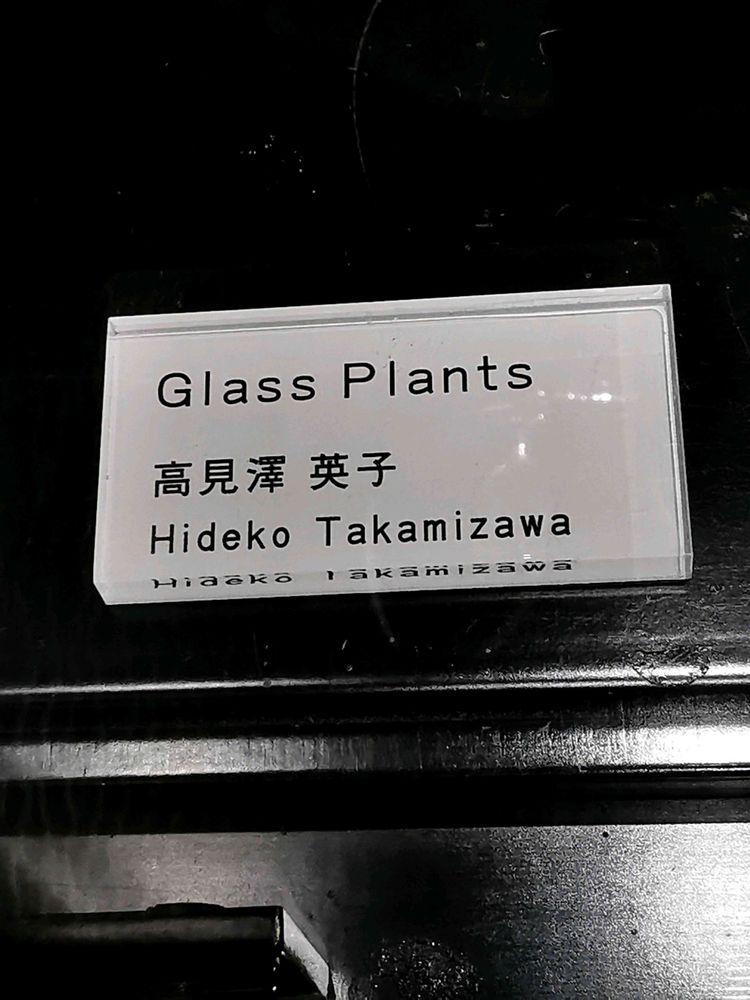 Glass Plants
高見澤 英子
Hideko Takamizawa